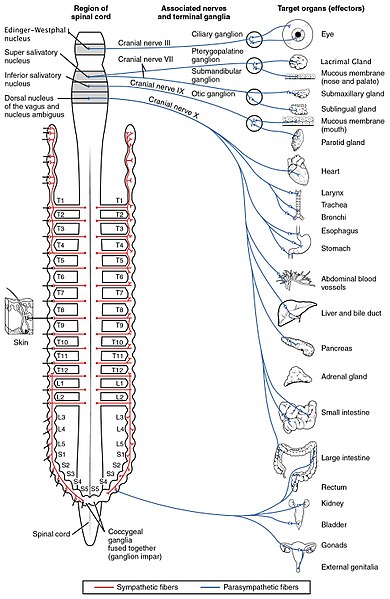 Region of
spinal cord
Associated nerves
and terminal ganglia
Target organs (effectors)
Edinger–Westphal
nucleus
Super salivatory
nucleus
Inferior salivatory
nucleus
Dorsal nucleus
of the vagus and
nucleus ambiguus
Cranial nerve III
Cranial nerve VII
Cranial nerve IX
Cranial nerve X
Ciliary ganglion
Pterygopalatine
ganglion
Submandibular
ganglion
Otic ganglion
Eye
Lacrimal Gland
Mucous membrane
(nose and palate)
Submaxillary gland
Sublingual gland
Mucous membrane
(mouth)
Parotid gland
Heart
Larynx
Trachea
Bronchi
Esophagus
Stomach
Abdominal blood
vessels
Liver and bile duct
Pancreas
Adrenal gland
Small intestine
Large intestine
Rectum
Kidney
Bladder
Gonads
External genitalia
T1 T1
T2 T2
T3 T3
T4 T4
T5 T5
T6 T6
T7 T7
T8 T8
T9 T9
T10 T10
T11 T11
T12 T12
L1 L1
L2 L2
L3 L3
L4 L4
L5 L5
S1 S1
S2 S2
S3 S3
S4 S4
S5 S5
Skin
Spinal cord
Coccygeal
ganglia
fused together
(ganglion impar)
Sympathetic fibers
Parasympathetic fibers